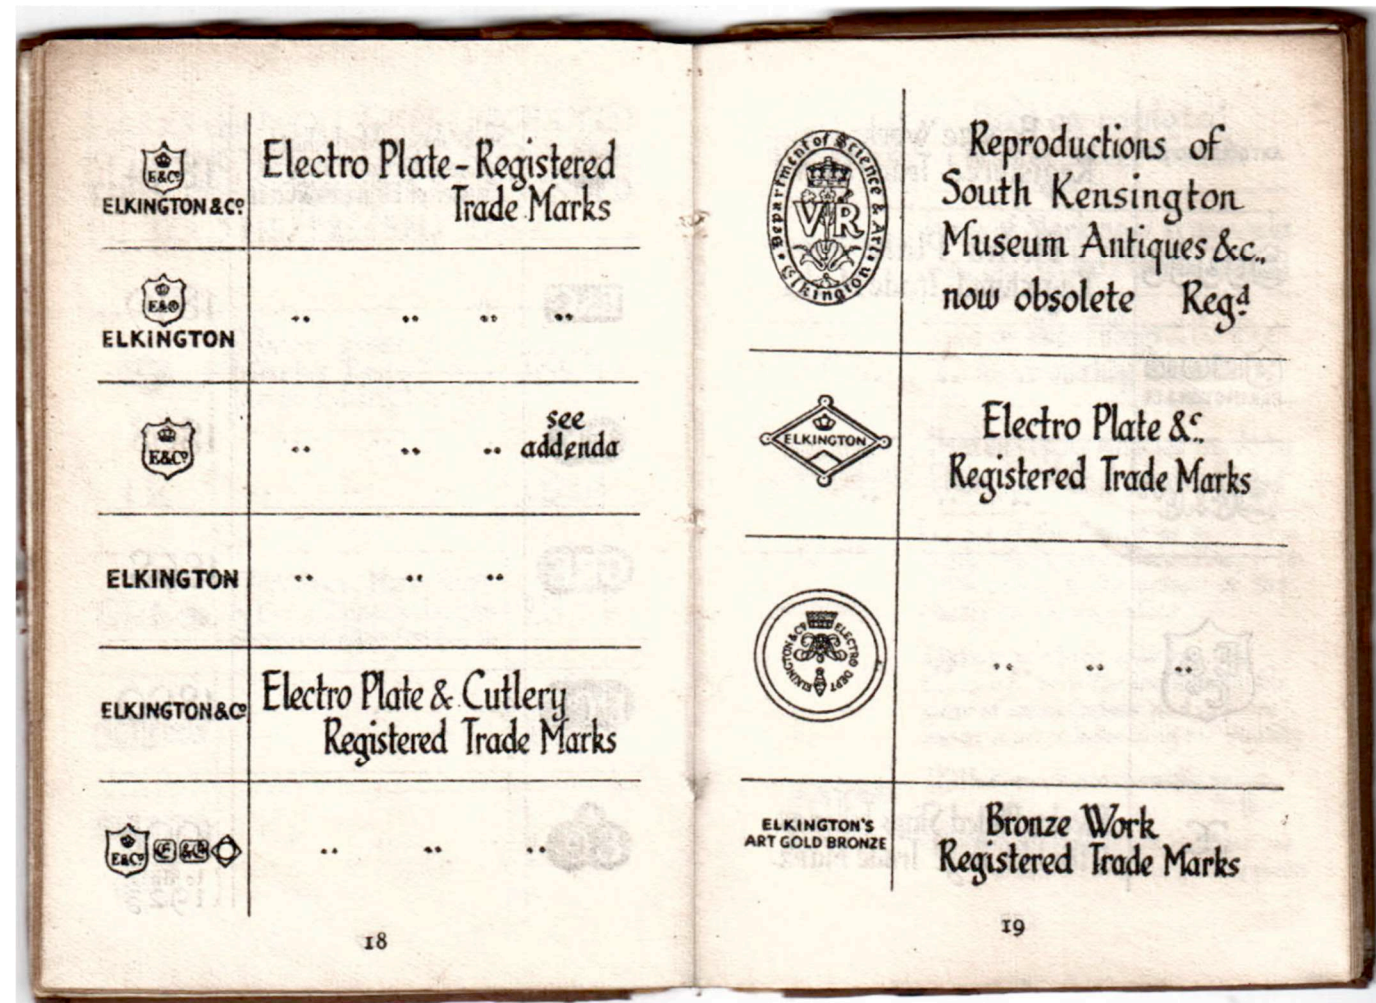 E&Co
ELKINGTON & Co
Electro Plate - Registered
Trade Marks
E&Co
ELKINGTON
„ „ „ „
E&Co
„ „ „ see
addenda
ELKINGTON
„ „ „
ELKINGTON & Co
Electro Plate & Cutlery
Registered Trade Marks
E&Co E &Co
„ „ „
18
Department of Science & Art
VR
Elkington
Reproductions of
South Kensington
Museum Antiques &c.,
now obsolete Regd
ELKINGTON
Electro Plate &c.
Registered Trade Marks
ELKINGTON & Co ELECTRO DEPT
„ „ „
ELKINGTON'S
ART GOLD BRONZE
Bronze Work
Registered Trade Marks
19